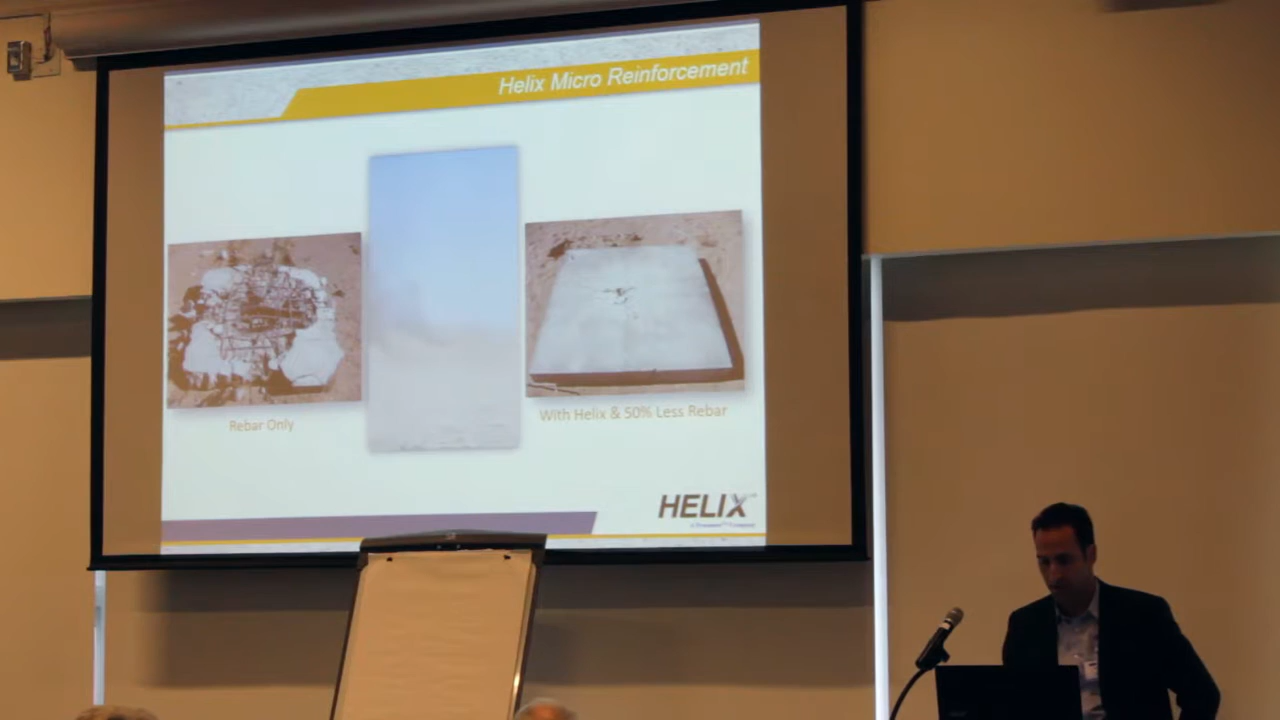 Helix Micro Reinforcement
Rebar Only
With Helix & 50% Less Rebar
HELIX